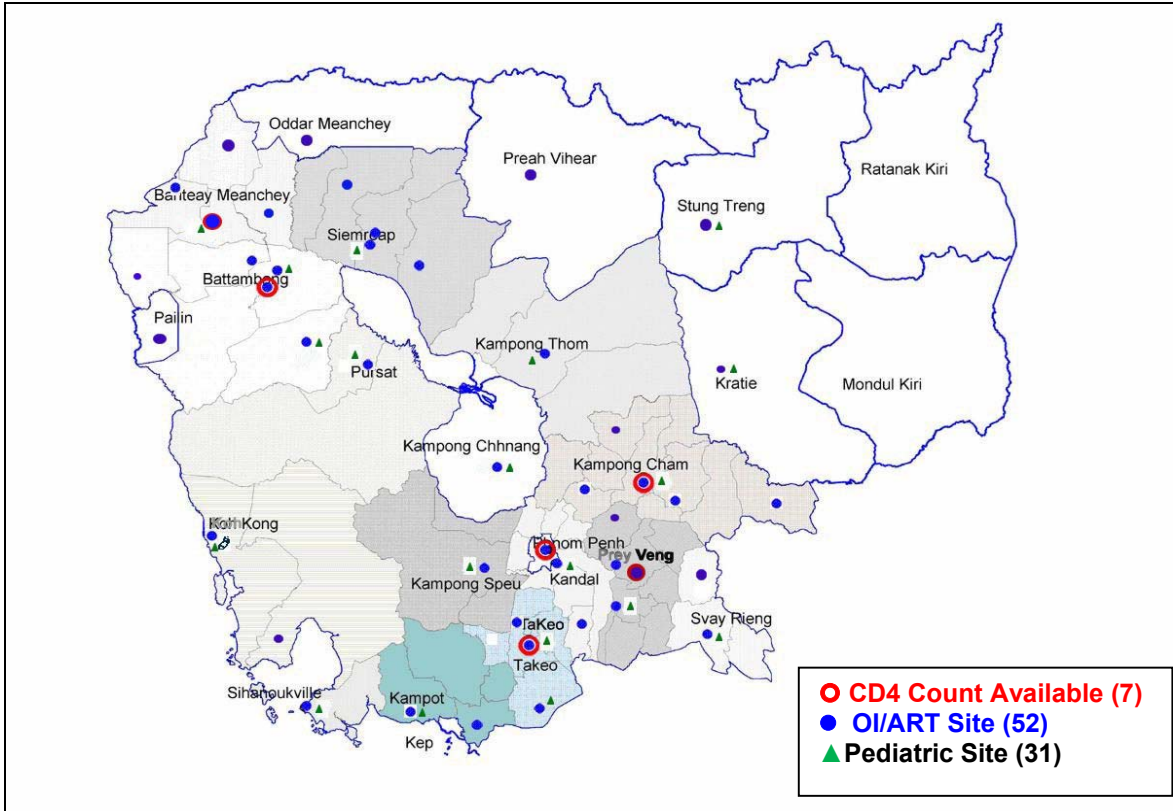 Oddar Meanchey
Preah Vihear
Ratanak Kiri
Banteay Meanchey
Stung Treng
Siemreap
Battambong
Pailin
Kampong Thom
Pursat
Kratie
Mondul Kiri
Kampong Chhnang
Kampong Cham
Koh Kong
Phnom Penh
Prey Veng
Kampong Speu
Kandal
Svay Rieng
TaKeo
Takeo
Sihanoukville
Kampot
Kep
CD4 Count Available (7)
OI/ART Site (52)
Pediatric Site (31)